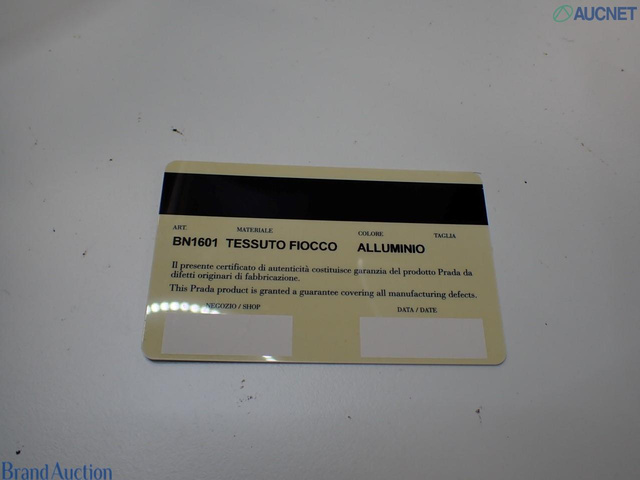 AUCNET
ART. MATERIALE COLORE TAGLIA
BN1601 TESSUTO FIOCCO ALLUMINIO
Il presente certificato di autenticità costituisce garanzia del prodotto Prada da
difetti originari di fabbricazione.
This Prada product is granted a guarantee covering all manufacturing defects.
NEGOZIO / SHOP DATA / DATE
Brand Auction